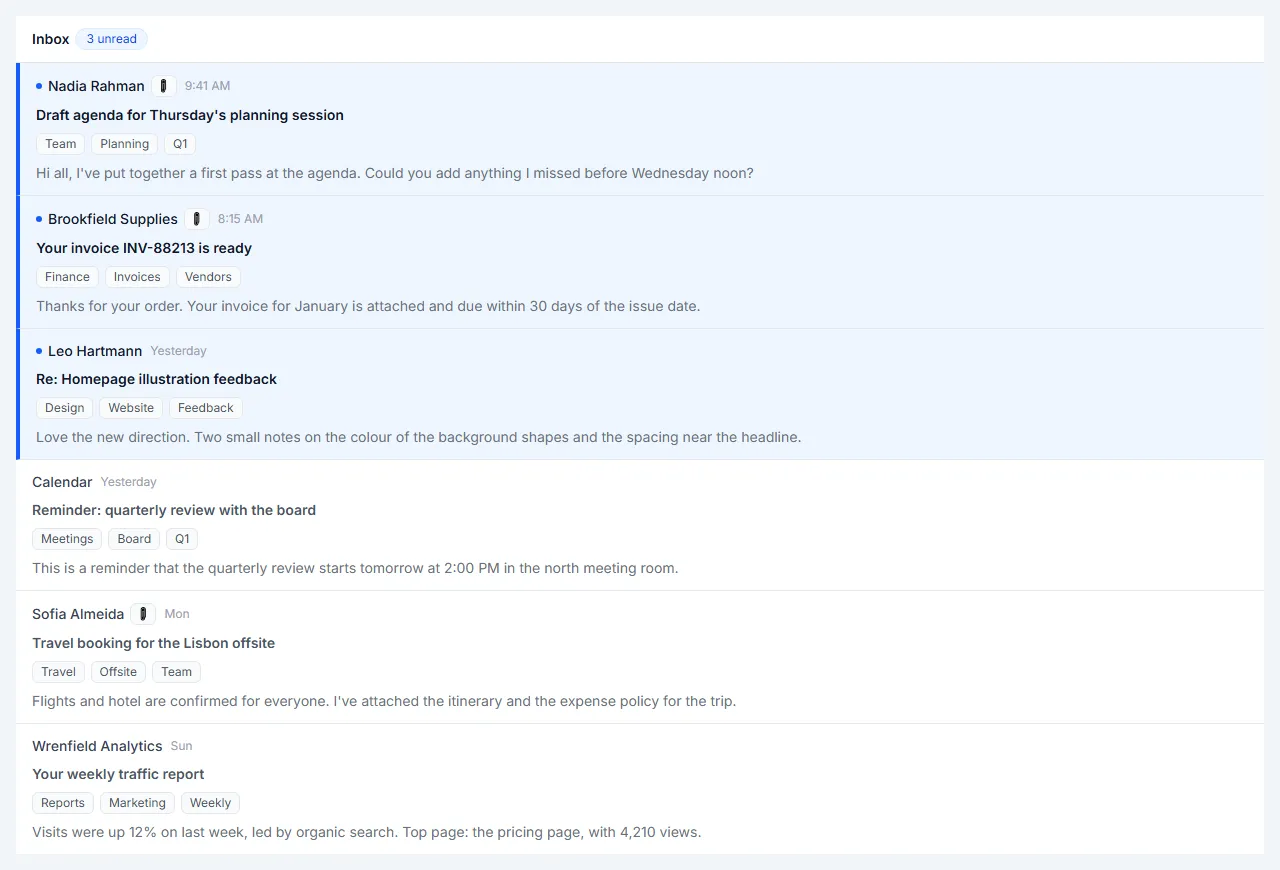 Inbox 3 unread
Nadia Rahman 9:41 AM
Draft agenda for Thursday's planning session
Team Planning Q1
Hi all, I've put together a first pass at the agenda. Could you add anything I missed before Wednesday noon?
Brookfield Supplies 8:15 AM
Your invoice INV-88213 is ready
Finance Invoices Vendors
Thanks for your order. Your invoice for January is attached and due within 30 days of the issue date.
Leo Hartmann Yesterday
Re: Homepage illustration feedback
Design Website Feedback
Love the new direction. Two small notes on the colour of the background shapes and the spacing near the headline.
Calendar Yesterday
Reminder: quarterly review with the board
Meetings Board Q1
This is a reminder that the quarterly review starts tomorrow at 2:00 PM in the north meeting room.
Sofia Almeida Mon
Travel booking for the Lisbon offsite
Travel Offsite Team
Flights and hotel are confirmed for everyone. I've attached the itinerary and the expense policy for the trip.
Wrenfield Analytics Sun
Your weekly traffic report
Reports Marketing Weekly
Visits were up 12% on last week, led by organic search. Top page: the pricing page, with 4,210 views.